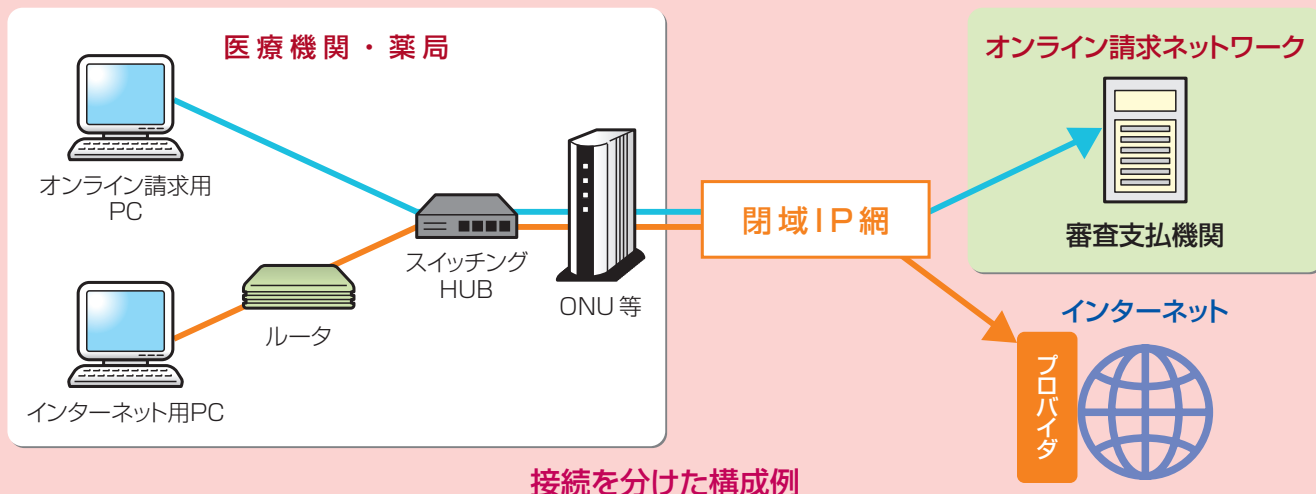 医療機関・薬局
オンライン請求用
PC
インターネット用PC
ルータ
スイッチング
HUB
ONU 等
閉域IP網
オンライン請求ネットワーク
審査支払機関
インターネット
プロバイダ
接続を分けた構成例